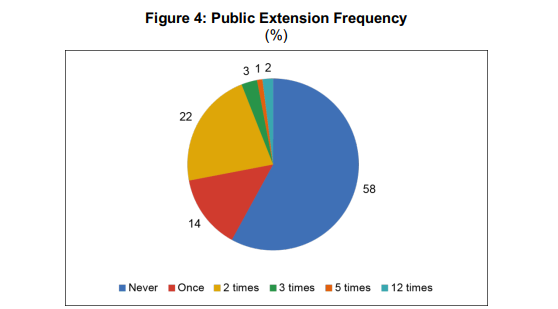 Figure 4: Public Extension Frequency
(%)
3 1 2
22
58
14
Never Once 2 times 3 times 5 times 12 times